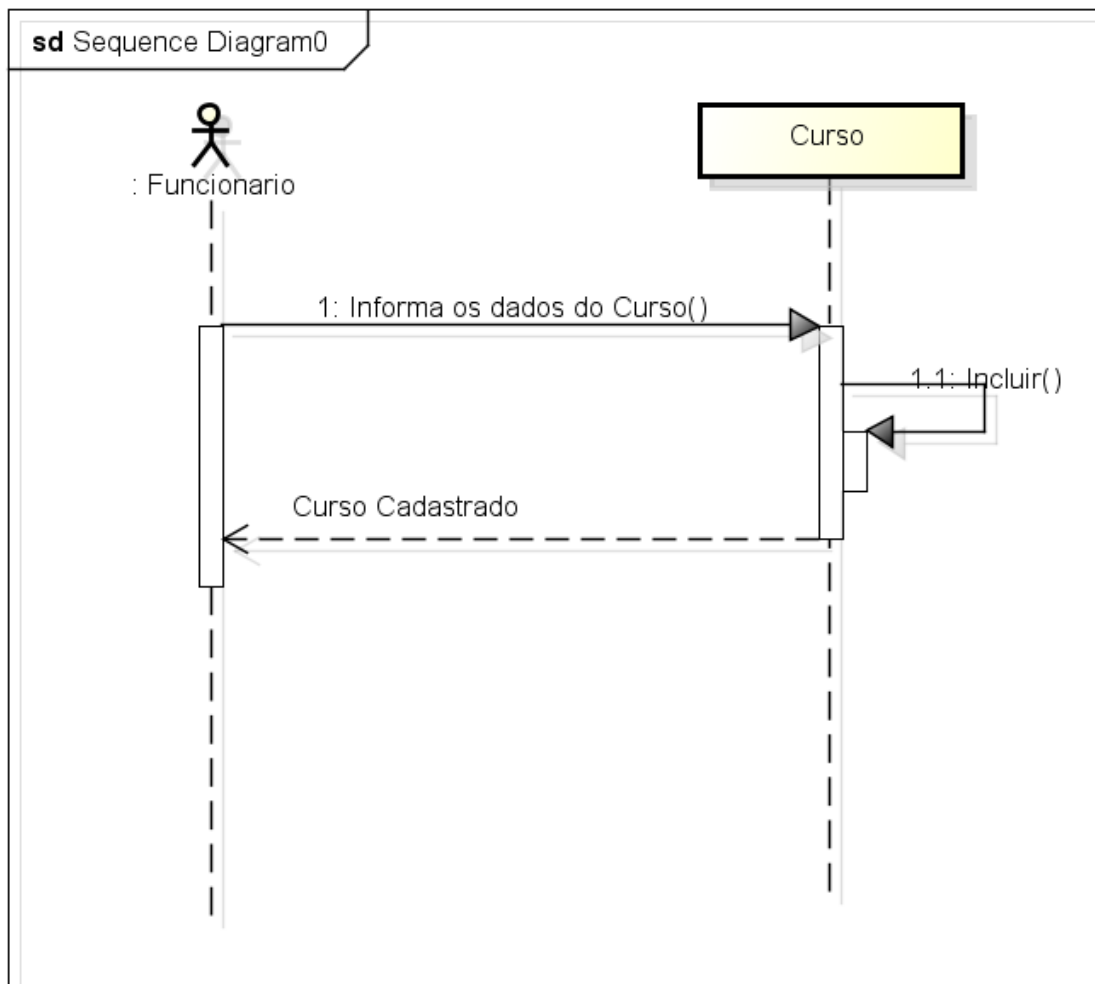 sd Sequence Diagram0
: Funcionario
Curso
1: Informa os dados do Curso()
1.1: Incluir()
Curso Cadastrado